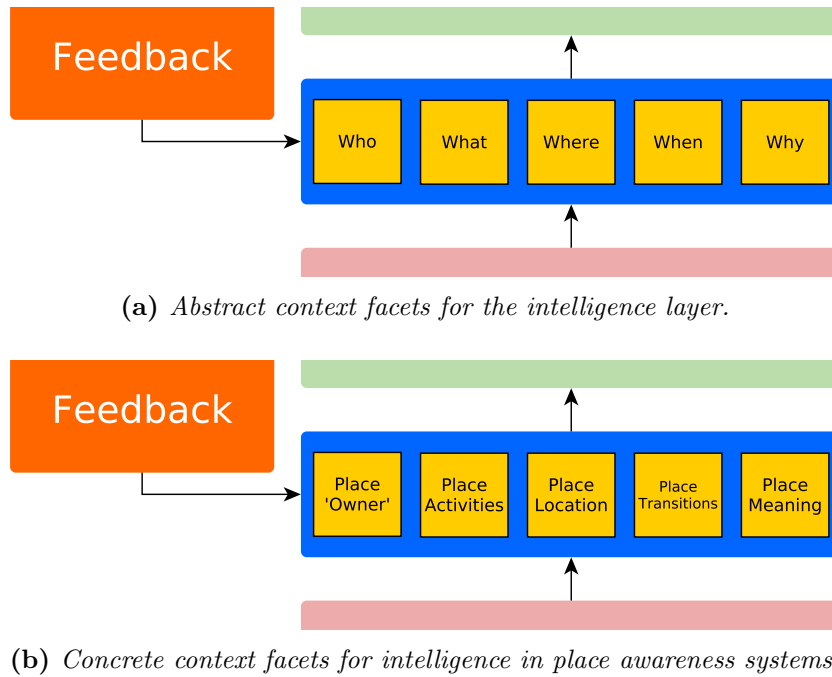 Feedback
Who What Where When Why
(a) Abstract context facets for the intelligence layer.
Feedback
Place Place Place Place Place
'Owner' Activities Location Transitions Meaning
(b) Concrete context facets for intelligence in place awareness systems